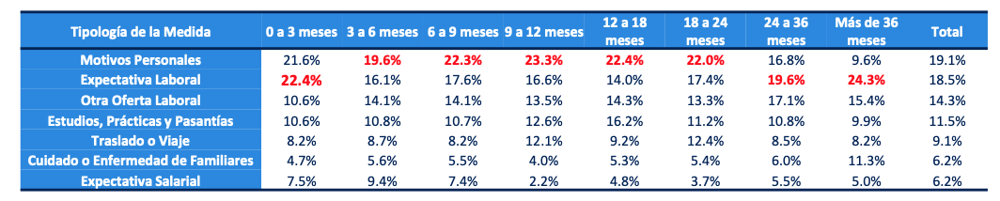 Tipología de la Medida 0 a 3 meses 3 a 6 meses 6 a 9 meses 9 a 12 meses 12 a 18 meses 18 a 24 meses 24 a 36 meses Más de 36 meses Total
Motivos Personales 21.6% 19.6% 22.3% 23.3% 22.4% 22.0% 16.8% 9.6% 19.1%
Expectativa Laboral 22.4% 16.1% 17.6% 16.6% 14.0% 17.4% 19.6% 24.3% 18.5%
Otra Oferta Laboral 10.6% 14.1% 14.1% 13.5% 14.3% 13.3% 17.1% 15.4% 14.3%
Estudios, Prácticas y Pasantías 10.6% 10.8% 10.7% 12.6% 16.2% 11.2% 10.8% 9.9% 11.5%
Traslado o Viaje 8.2% 8.7% 8.2% 12.1% 9.2% 12.4% 8.5% 8.2% 9.1%
Cuidado o Enfermedad de Familiares 4.7% 5.6% 5.5% 4.0% 5.3% 5.4% 6.0% 11.3% 6.2%
Expectativa Salarial 7.5% 9.4% 7.4% 2.2% 4.8% 3.7% 5.5% 5.0% 6.2%